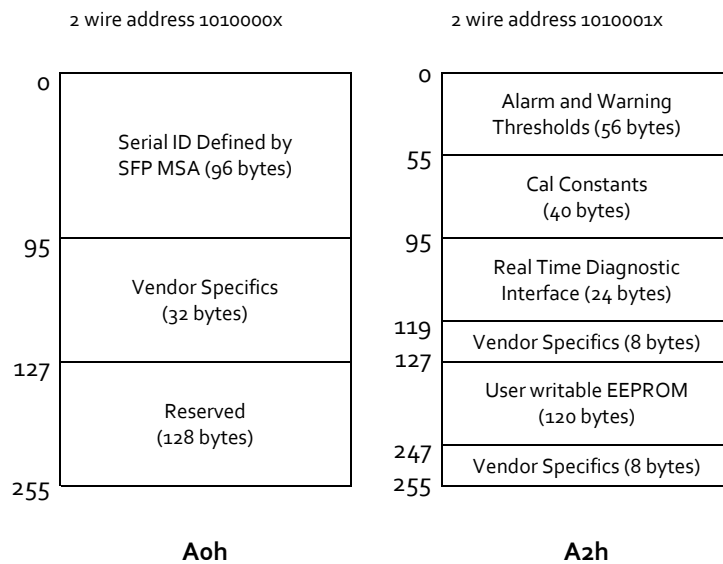 2 wire address 1010000x
0
Serial ID Defined by
SFP MSA (96 bytes)
95
Vendor Specifics
(32 bytes)
127
Reserved
(128 bytes)
255
A0h
2 wire address 1010001x
0
Alarm and Warning
Thresholds (56 bytes)
55
Cal Constants
(40 bytes)
95
Real Time Diagnostic
Interface (24 bytes)
119
Vendor Specifics (8 bytes)
127
User writable EEPROM
(120 bytes)
247
Vendor Specifics (8 bytes)
255
A2h